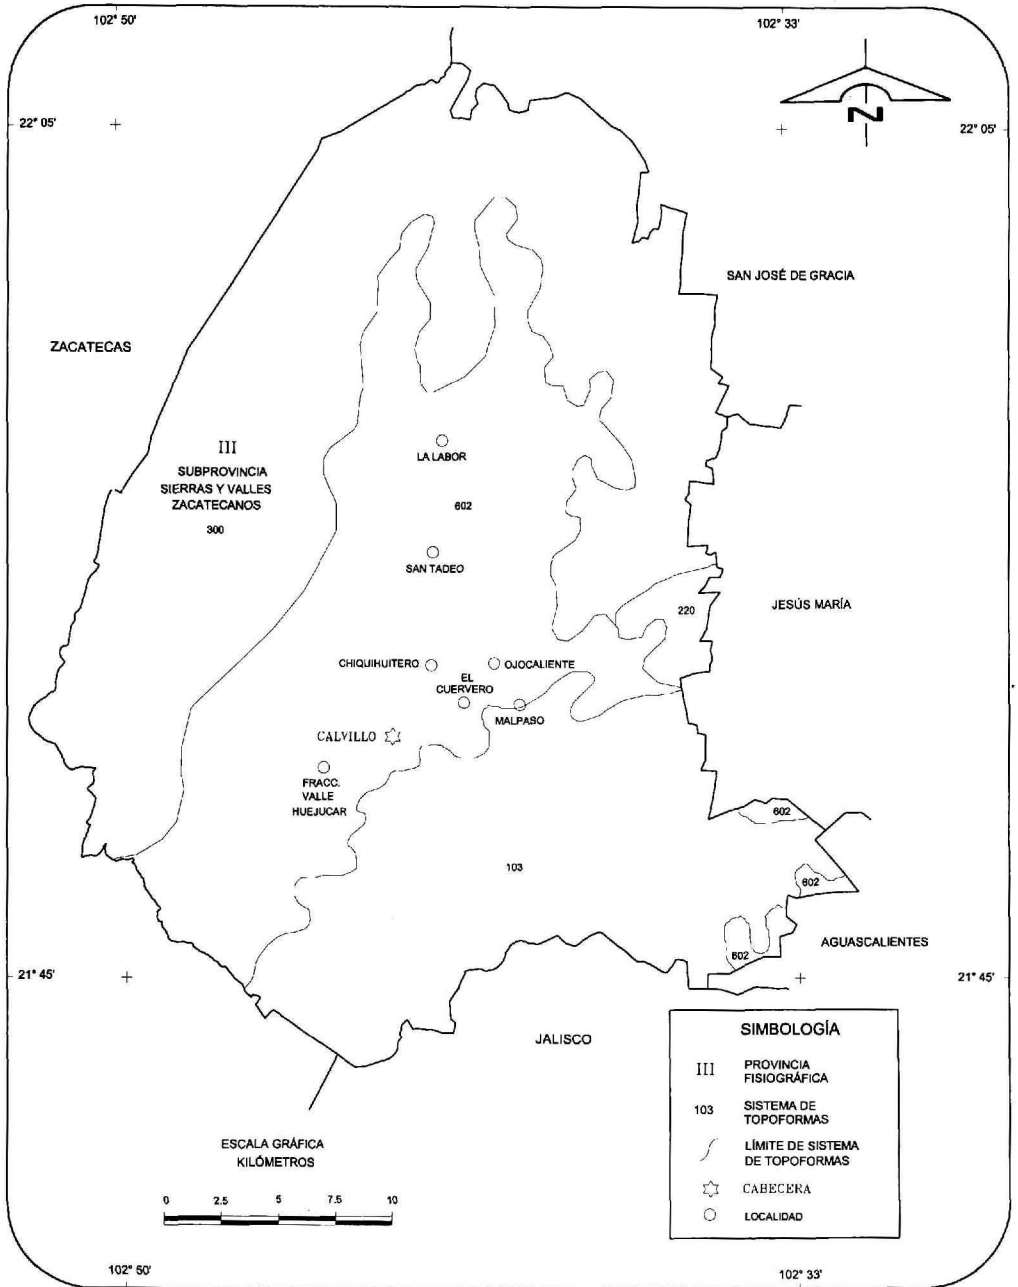 102° 50'
102° 33'
N
22° 05'
22° 05'
SAN JOSÉ DE GRACIA
ZACATECAS
LA LABOR
III
SUBPROVINCIA
SIERRAS Y VALLES
ZACATECANOS
300
602
SAN TADEO
220
JESÚS MARÍA
CHIQUIHUITERO
OJOCALIENTE
EL
CUERVERO
MALPASO
CALVILLO
FRACC.
VALLE
HUEJUCAR
602
103
602
602
AGUASCALIENTES
21° 45'
21° 45'
JALISCO
SIMBOLOGÍA
III PROVINCIA
FISIOGRÁFICA
103 SISTEMA DE
TOPOFORMAS
LÍMITE DE SISTEMA
DE TOPOFORMAS
CABECERA
LOCALIDAD
ESCALA GRÁFICA
KILÓMETROS
0 2.5 5 7.5 10
102° 50'
102° 33'